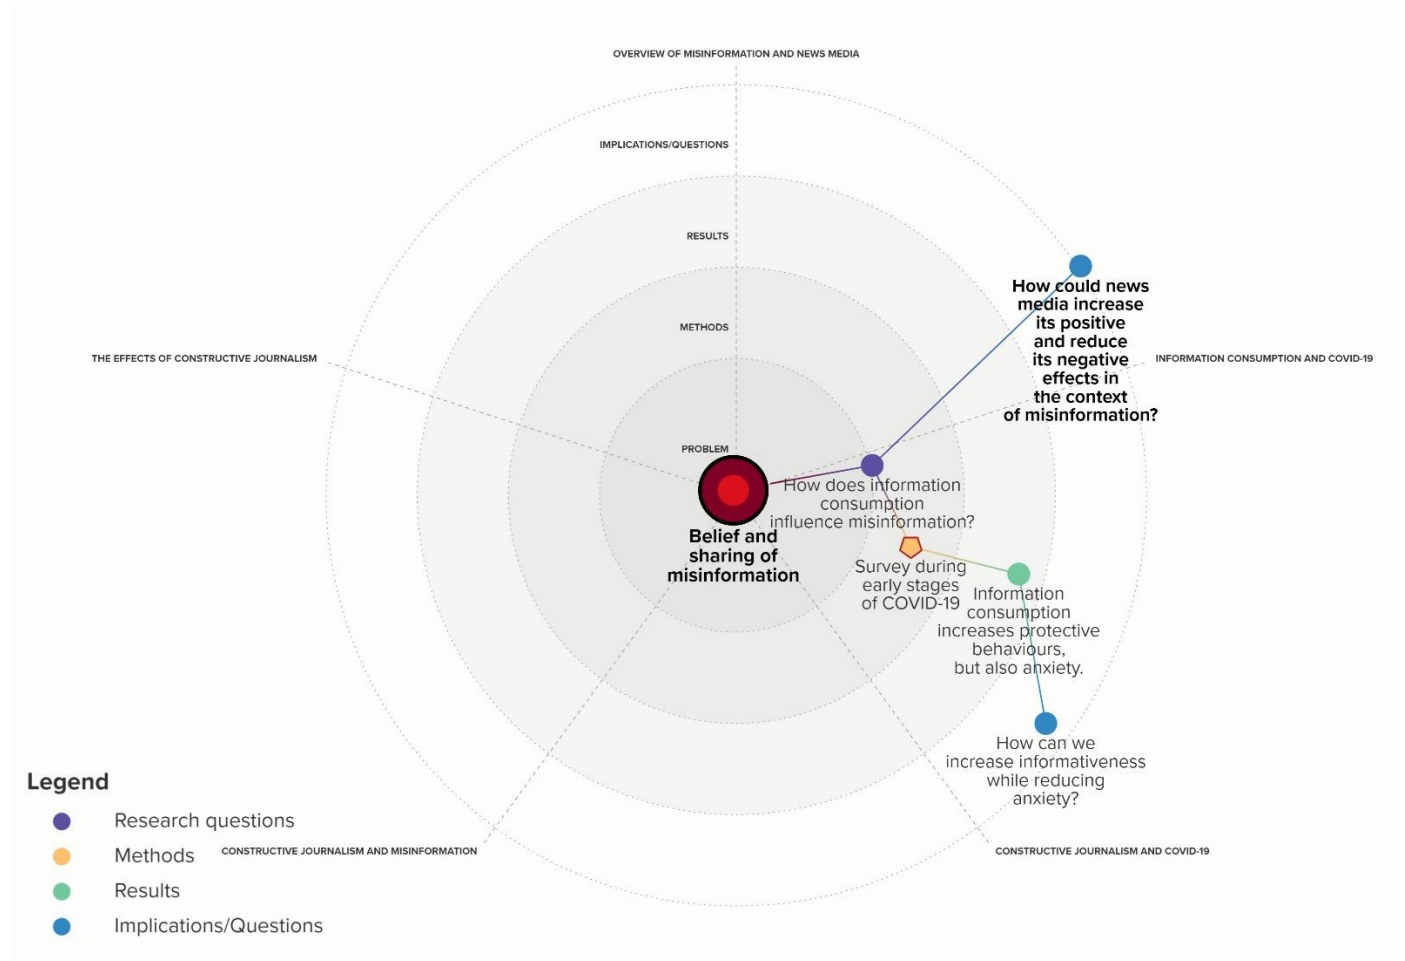 OVERVIEW OF MISINFORMATION AND NEWS MEDIA
IMPLICATIONS/QUESTIONS
RESULTS
METHODS
PROBLEM
THE EFFECTS OF CONSTRUCTIVE JOURNALISM
INFORMATION CONSUMPTION AND COVID-19
How could news
media increase
its positive
and reduce
its negative
effects in
the context
of misinformation?
How does information
consumption
influence misinformation?
Belief and
sharing of
misinformation
Survey during
early stages
of COVID-19
Information
consumption
increases protective
behaviours,
but also anxiety.
How can we
increase informativeness
while reducing
anxiety?
CONSTRUCTIVE JOURNALISM AND MISINFORMATION
CONSTRUCTIVE JOURNALISM AND COVID-19
Legend
Research questions
Methods
Results
Implications/Questions